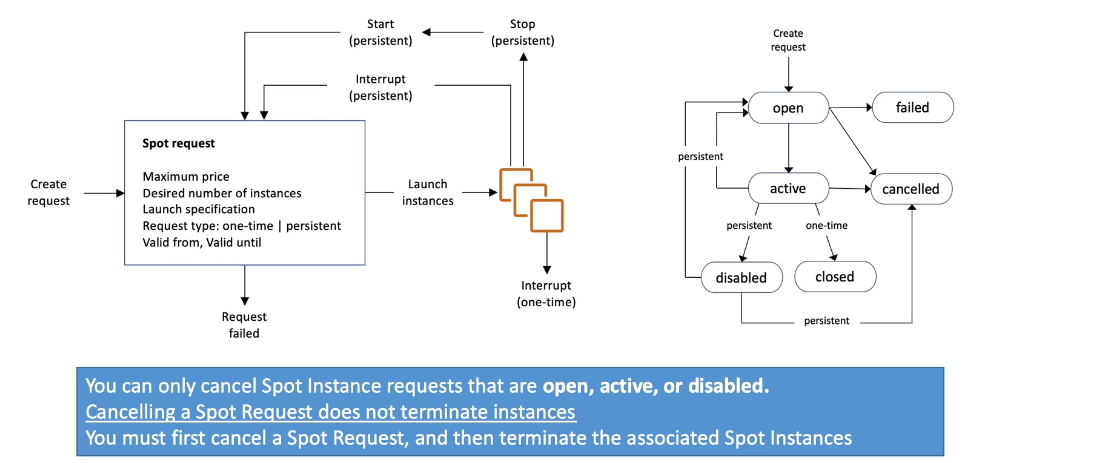 Start
(persistent)
Stop
(persistent)
Interrupt
(persistent)
Spot request
Maximum price
Desired number of instances
Launch specification
Request type: one-time | persistent
Valid from, Valid until
Create
request
Launch
instances
Interrupt
(one-time)
Request
failed
Create
request
open
failed
persistent
active
cancelled
persistent
one-time
disabled
closed
persistent
You can only cancel Spot Instance requests that are open, active, or disabled.
Cancelling a Spot Request does not terminate instances
You must first cancel a Spot Request, and then terminate the associated Spot Instances